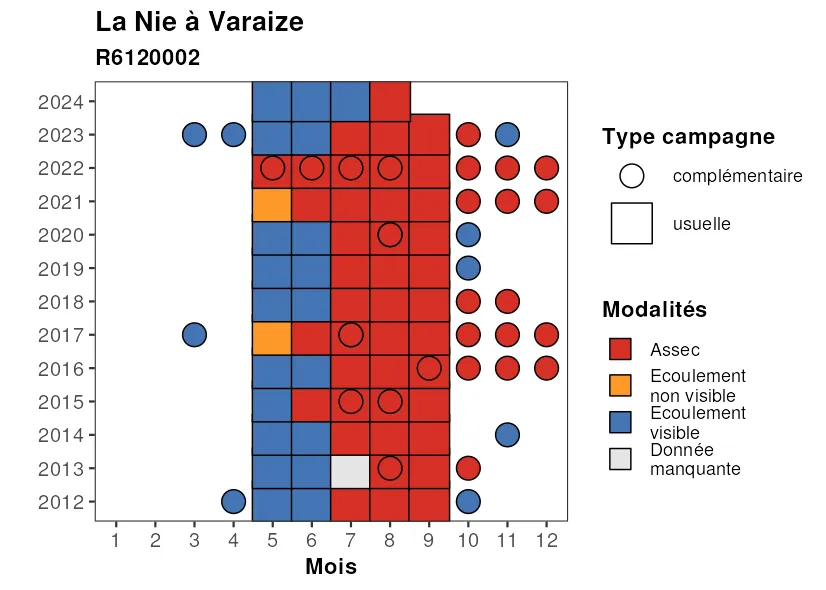 La Nie à Varaize
R6120002
2024
2023
2022
2021
2020
2019
2018
2017
2016
2015
2014
2013
2012
1 2 3 4 5 6 7 8 9 10 11 12
Mois
Type campagne
complémentaire
usuelle
Modalités
Assec
Ecoulement
non visible
Ecoulement
visible
Donnée
manquante